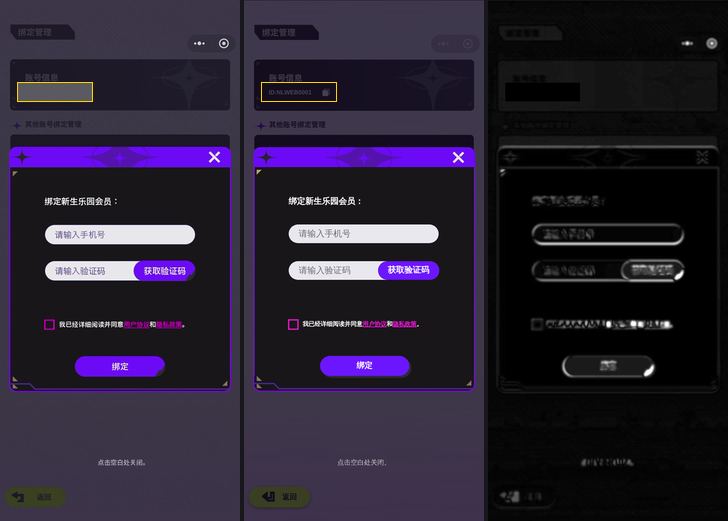 绑定管理
账号信息
其他账号绑定管理
绑定新生乐园会员：
请输入手机号
请输入验证码
获取验证码
我已经详细阅读并同意用户协议和隐私政策。
绑定
点击空白处关闭。
返回
绑定管理
账号信息
ID:NLWEB0001
其他账号绑定管理
绑定新生乐园会员：
请输入手机号
请输入验证码
获取验证码
我已经详细阅读并同意用户协议和隐私政策。
绑定
点击空白处关闭。
返回